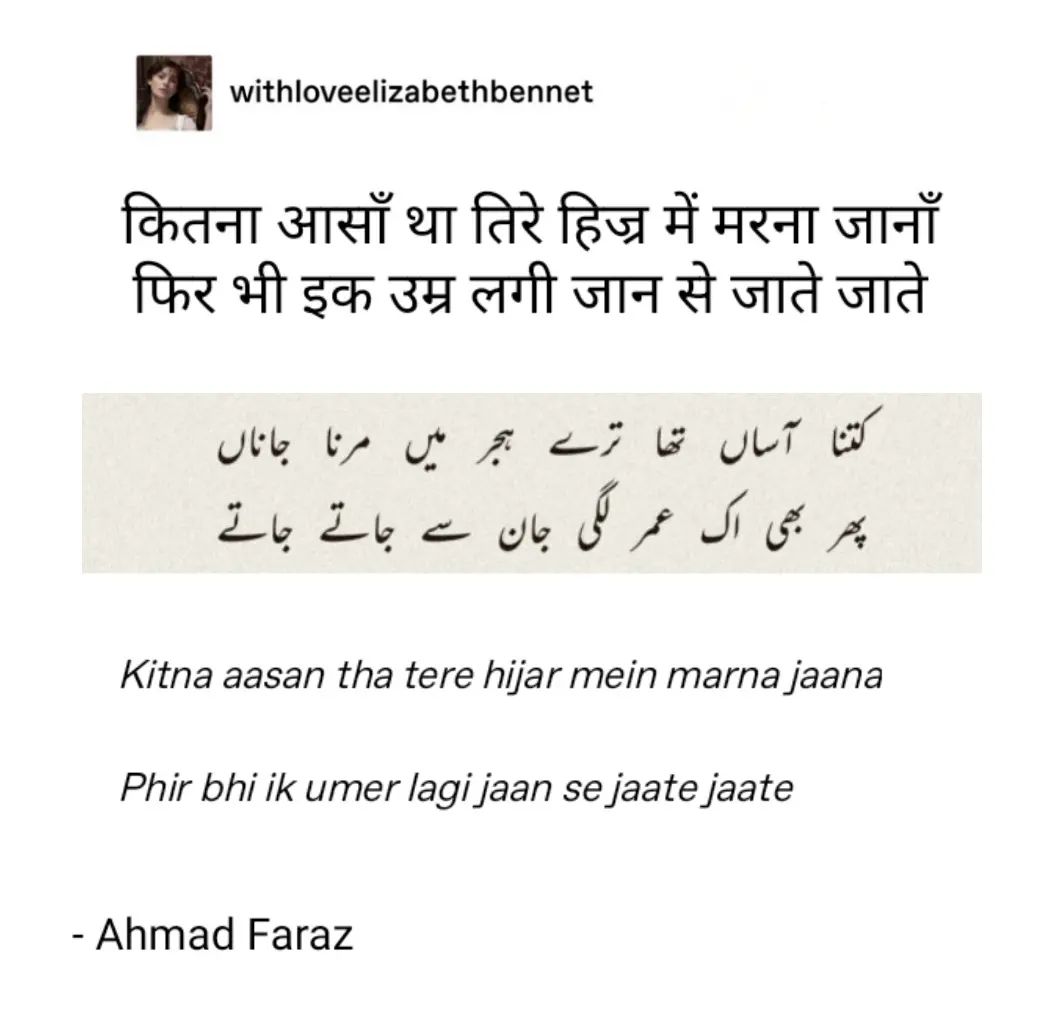 withloveelizabethbennet
कितना आसाँ था तिरे हिज्र में मरना जानाँ
फिर भी इक उम्र लगी जान से जाते जाते
کتنا آساں تھا ترے ہجر میں مرنا جاناں
پھر بھی اک عمر لگی جان سے جاتے جاتے
Kitna aasan tha tere hijar mein marna jaana
Phir bhi ik umer lagi jaan se jaate jaate
- Ahmad Faraz